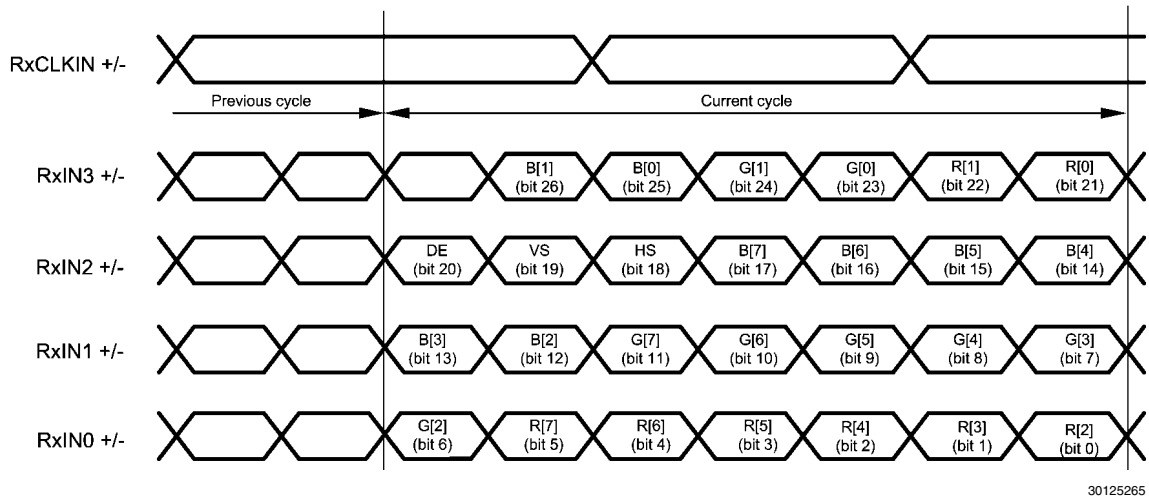 RxCLKIN +/-
Previous cycle
Current cycle
RxIN3 +/-
B[1] B[0] G[1] G[0] R[1] R[0]
(bit 26) (bit 25) (bit 24) (bit 23) (bit 22) (bit 21)
RxIN2 +/-
DE VS HS B[7] B[6] B[5] B[4]
(bit 20) (bit 19) (bit 18) (bit 17) (bit 16) (bit 15) (bit 14)
RxIN1 +/-
B[3] B[2] G[7] G[6] G[5] G[4] G[3]
(bit 13) (bit 12) (bit 11) (bit 10) (bit 9) (bit 8) (bit 7)
RxIN0 +/-
G[2] R[7] R[6] R[5] R[4] R[3] R[2]
(bit 6) (bit 5) (bit 4) (bit 3) (bit 2) (bit 1) (bit 0)
30125265